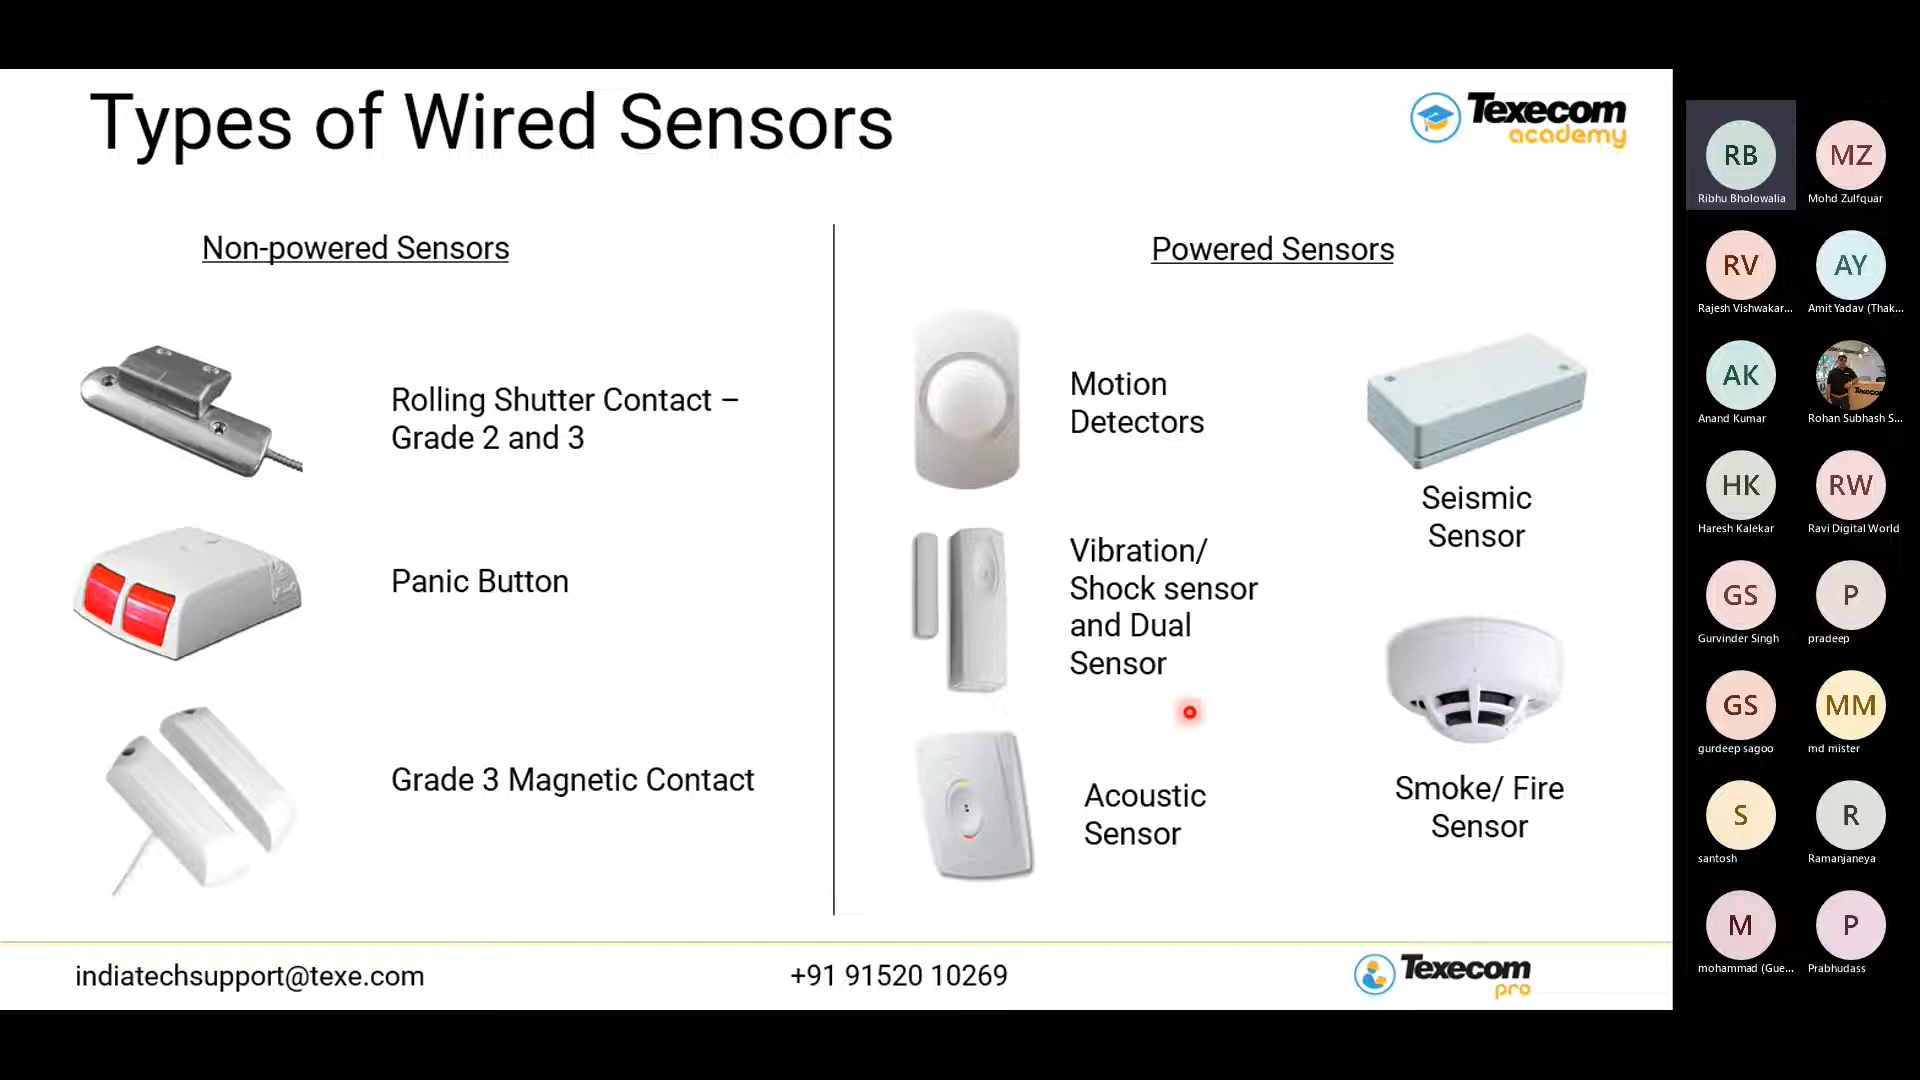 Types of Wired Sensors
Texecom
academy
Non-powered Sensors
Rolling Shutter Contact –
Grade 2 and 3
Panic Button
Grade 3 Magnetic Contact
Powered Sensors
Motion
Detectors
Vibration/
Shock sensor
and Dual
Sensor
Acoustic
Sensor
Seismic
Sensor
Smoke/ Fire
Sensor
indiatechsupport@texe.com
+91 91520 10269
Texecom
pro
RB
Ribhu Bholowalia
MZ
Mohd Zulfquar
RV
Rajesh Vishwakar...
AY
Amit Yadav (Thak...
AK
Anand Kumar
Rohan Subhash S...
HK
Haresh Kalekar
RW
Ravi Digital World
GS
Gurvinder Singh
P
pradeep
GS
gurdeep sagoo
MM
md mister
S
santosh
R
Ramanjaneya
M
mohammad (Gue...
P
Prabhudass